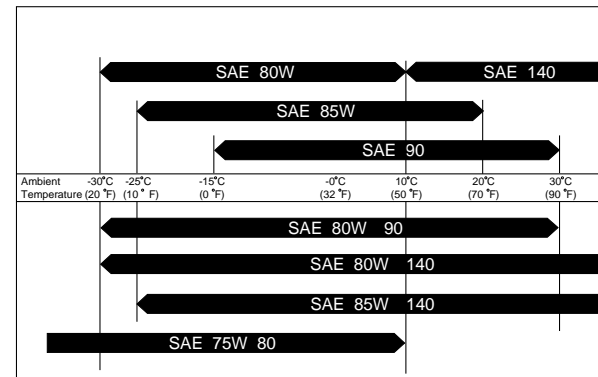 SAE 80W SAE 140
SAE 85W
SAE 90
Ambient -30°C -25°C -15°C -0°C 10°C 20°C 30°C
Temperature (20 °F) (10 ° F) (0 °F) (32 °F) (50 °F) (70 °F) (90 °F)
SAE 80W 90
SAE 80W 140
SAE 85W 140
SAE 75W 80